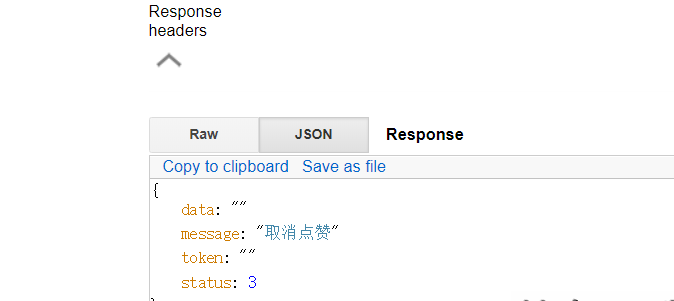 Response
headers
Raw JSON Response
Copy to clipboard Save as file
{
data: ""
message: "取消点赞"
token: ""
status: 3